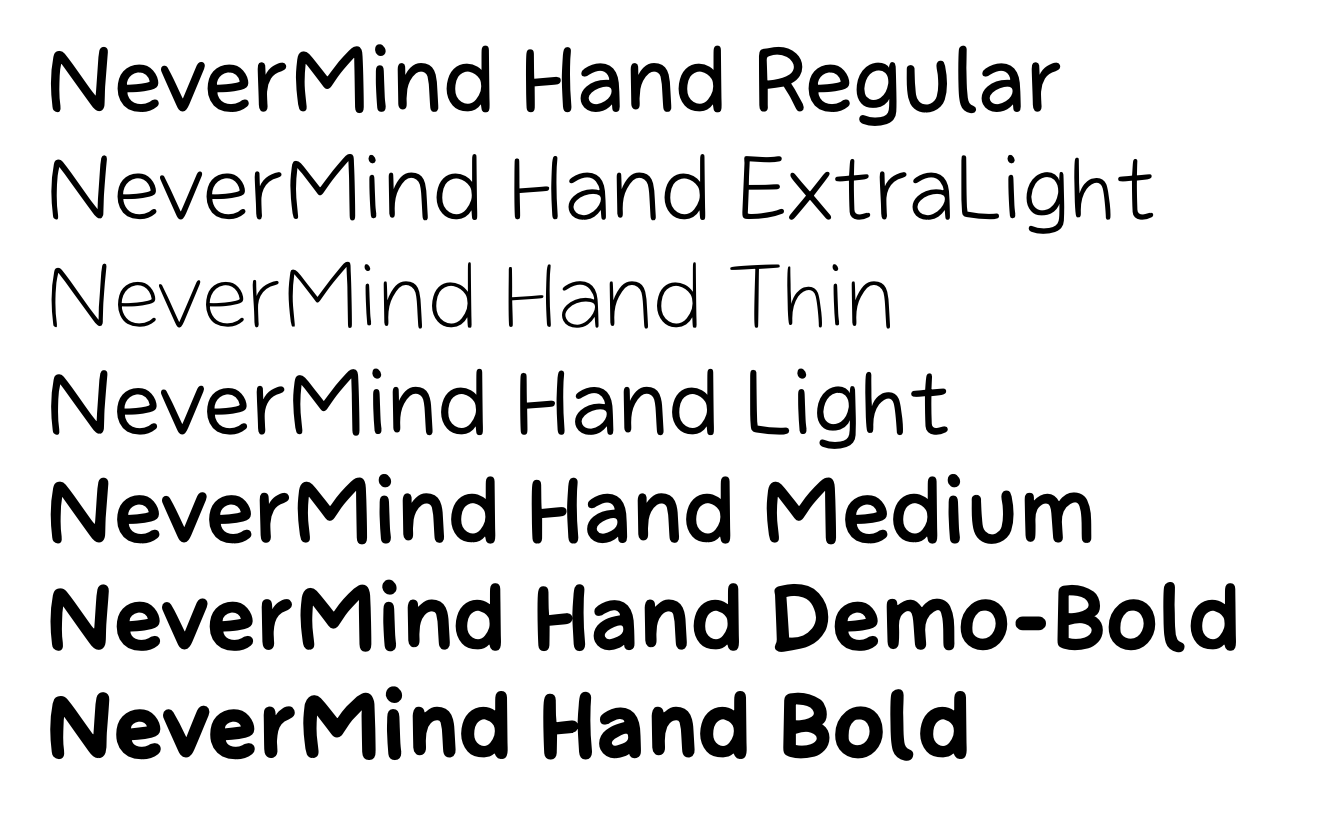 NeverMind Hand Regular
NeverMind Hand ExtraLight
NeverMind Hand Thin
NeverMind Hand Light
NeverMind Hand Medium
NeverMind Hand Demo-Bold
NeverMind Hand Bold